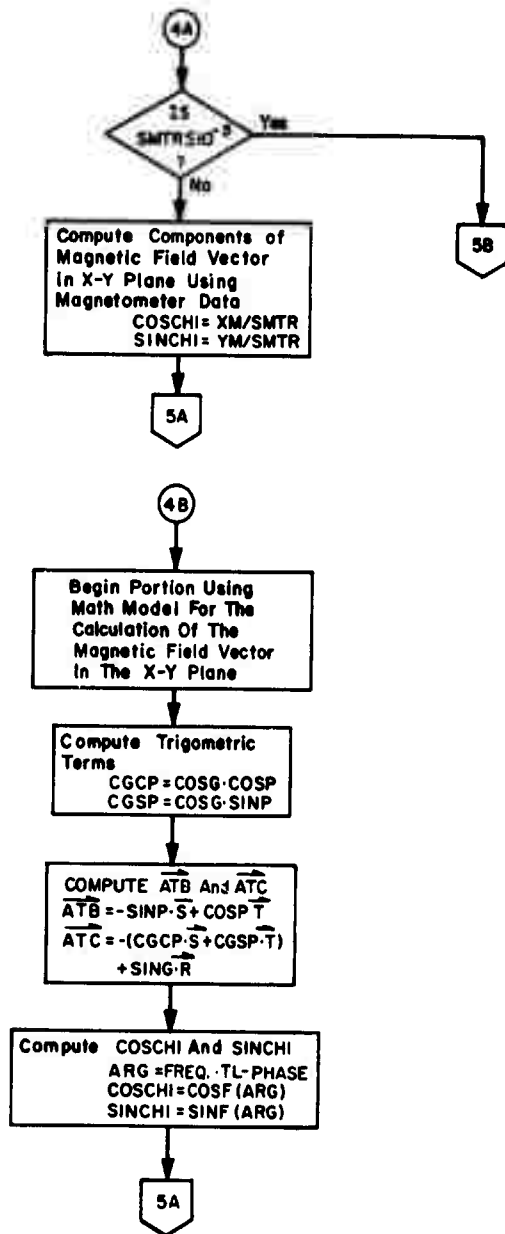 4A
IS
SMTR≤10⁻³
?
Yes
No
5B
Compute Components of
Magnetic Field Vector
in X-Y Plane Using
Magnetometer Data
COSCHI= XM/SMTR
SINCHI= YM/SMTR
5A
4B
Begin Portion Using
Math Model For The
Calculation Of The
Magnetic Field Vector
In The X-Y Plane
Compute Trigometric
Terms
CGCP=COSG·COSP
CGSP=COSG·SINP
COMPUTE ATB And ATC
ATB=-SINP·S+COSP T
ATC=-(CGCP·S+CGSP·T)
+SING·R
Compute COSCHI And SINCHI
ARG=FREQ.·TL-PHASE
COSCHI=COSF(ARG)
SINCHI=SINF(ARG)
5A